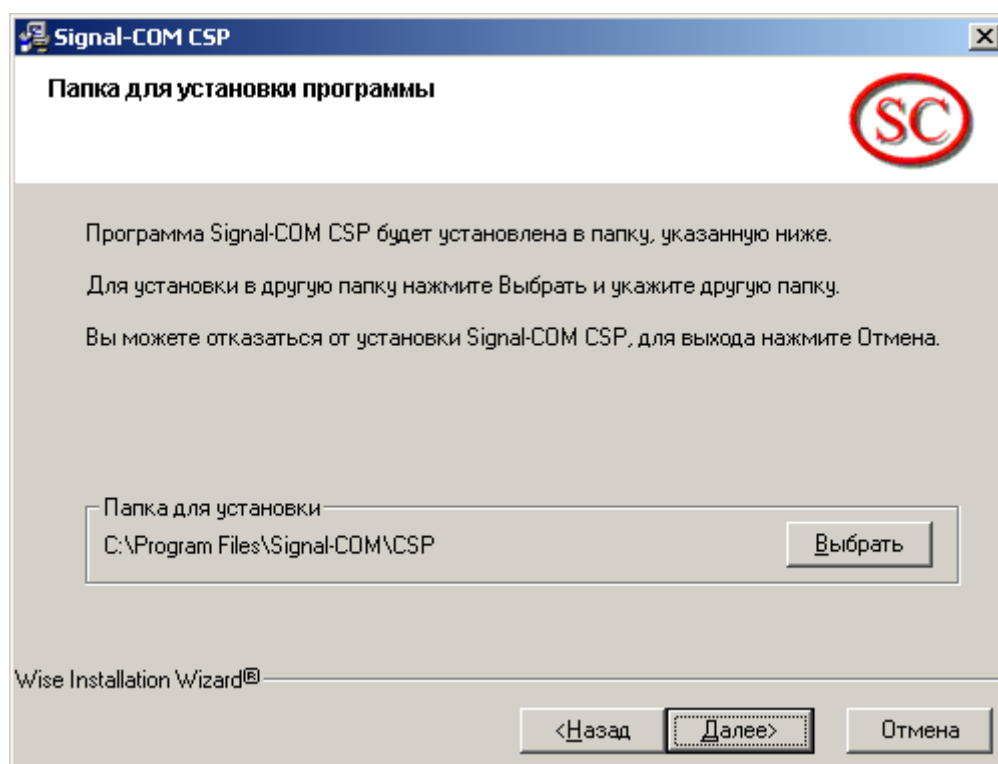 Signal-COM CSP
Папка для установки программы
SC
Программа Signal-COM CSP будет установлена в папку, указанную ниже.
Для установки в другую папку нажмите Выбрать и укажите другую папку.
Вы можете отказаться от установки Signal-COM CSP, для выхода нажмите Отмена.
Папка для установки
C:\Program Files\Signal-COM\CSP
Выбрать
Wise Installation Wizard®
<Назад Далее> Отмена